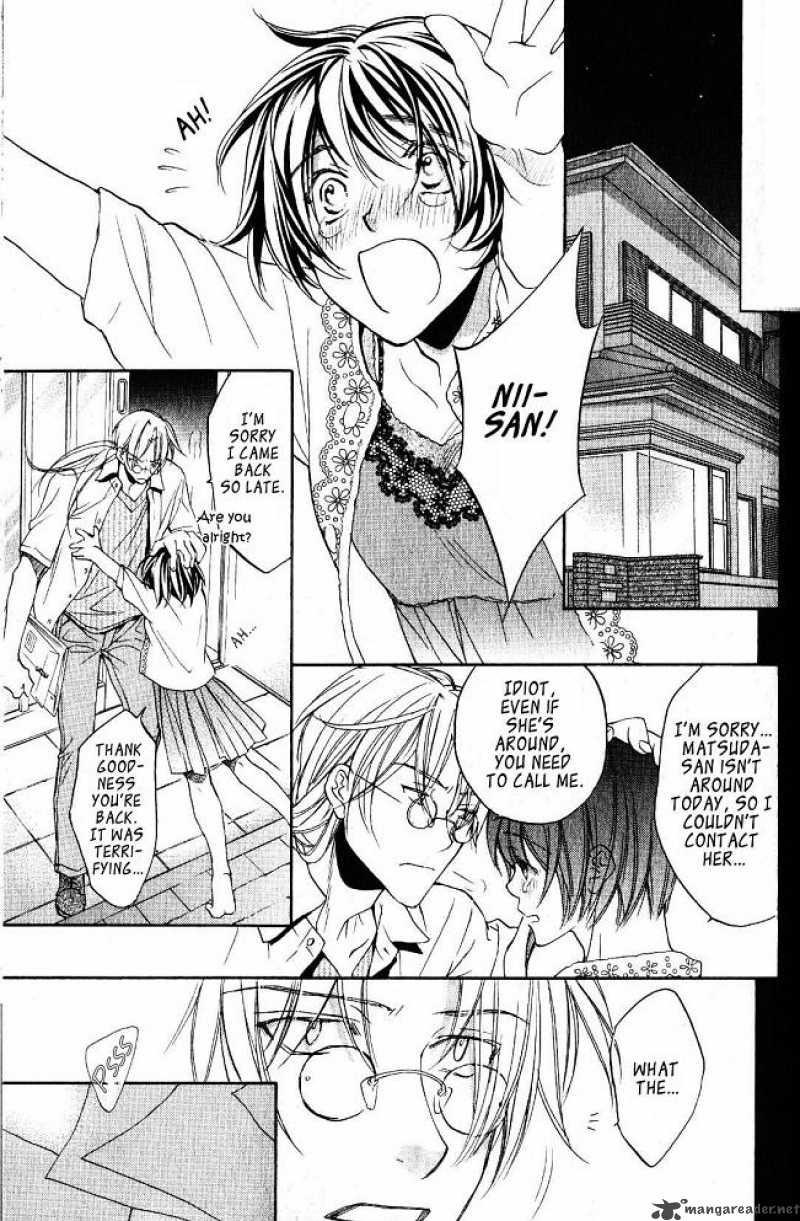 AH!
NII-
SAN!
I'M
SORRY
I CAME
BACK
SO LATE.
Are you
alright?
AH...
THANK
GOOD-
NESS
YOU'RE
BACK.
IT WAS
TERRI-
FYING...
I'M SORRY...
MATSUDA-
SAN ISN'T
AROUND
TODAY, SO I
COULDN'T
CONTACT
HER...
IDIOT,
EVEN IF
SHE'S
AROUND,
YOU NEED
TO CALL ME.
WHAT
THE...
PSSS
mangareader.net